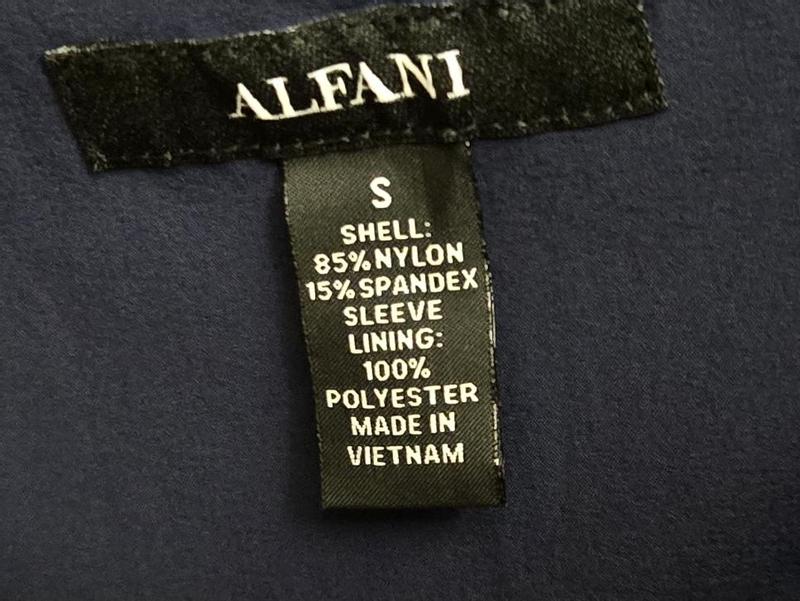 ALFANI
S
SHELL:
85% NYLON
15% SPANDEX
SLEEVE
LINING:
100%
POLYESTER
MADE IN
VIETNAM